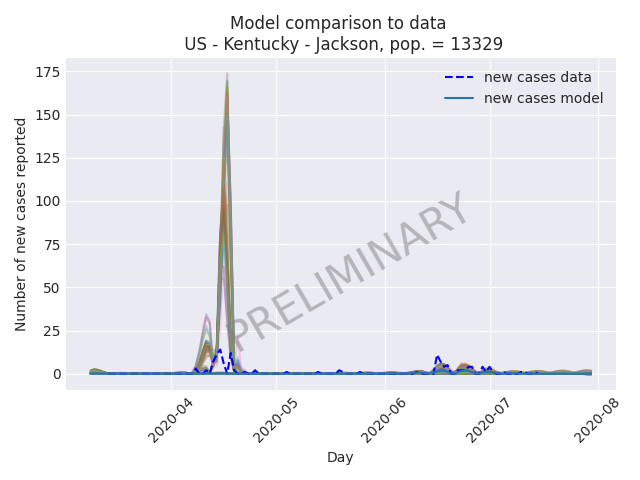 Model comparison to data
US - Kentucky - Jackson, pop. = 13329
new cases data
new cases model
Number of new cases reported
175
150
125
100
75
50
25
0
PRELIMINARY
2020-04
2020-05
2020-06
2020-07
2020-08
Day